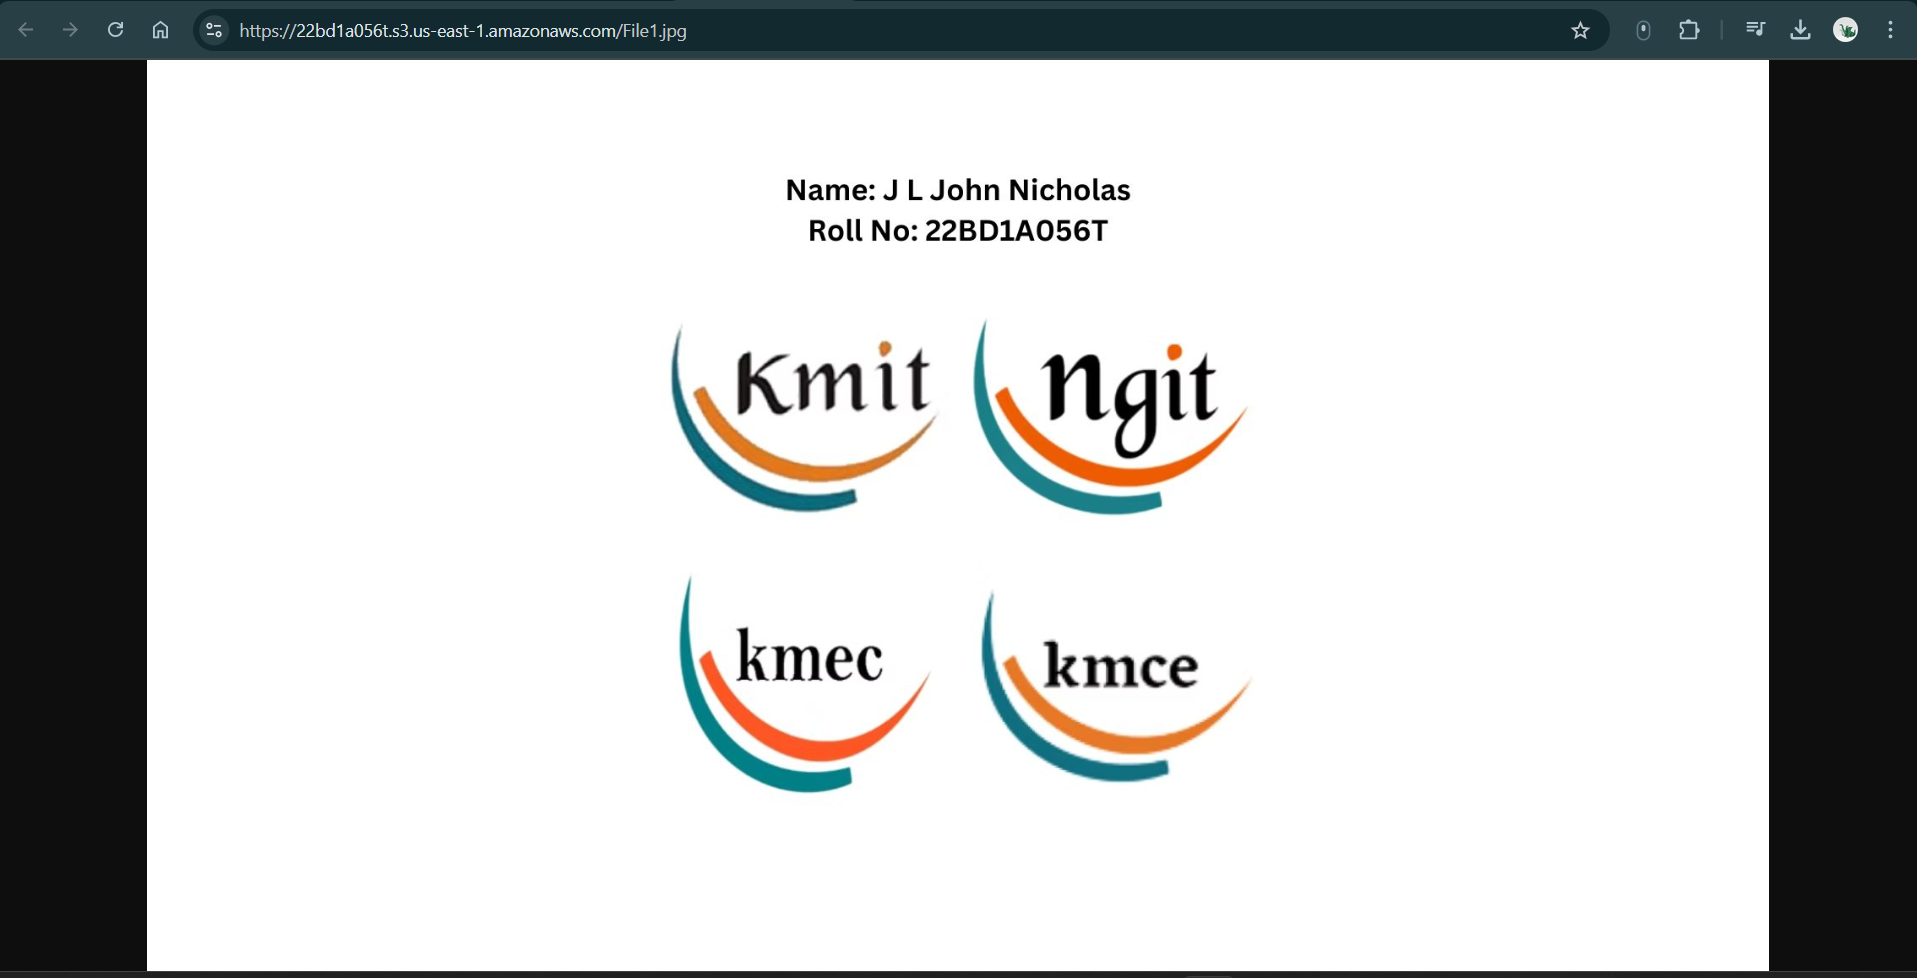 https://22bd1a056t.s3.us-east-1.amazonaws.com/File1.jpg
Name: J L John Nicholas
Roll No: 22BD1A056T
Kmit
Ngit
kmec
kmce